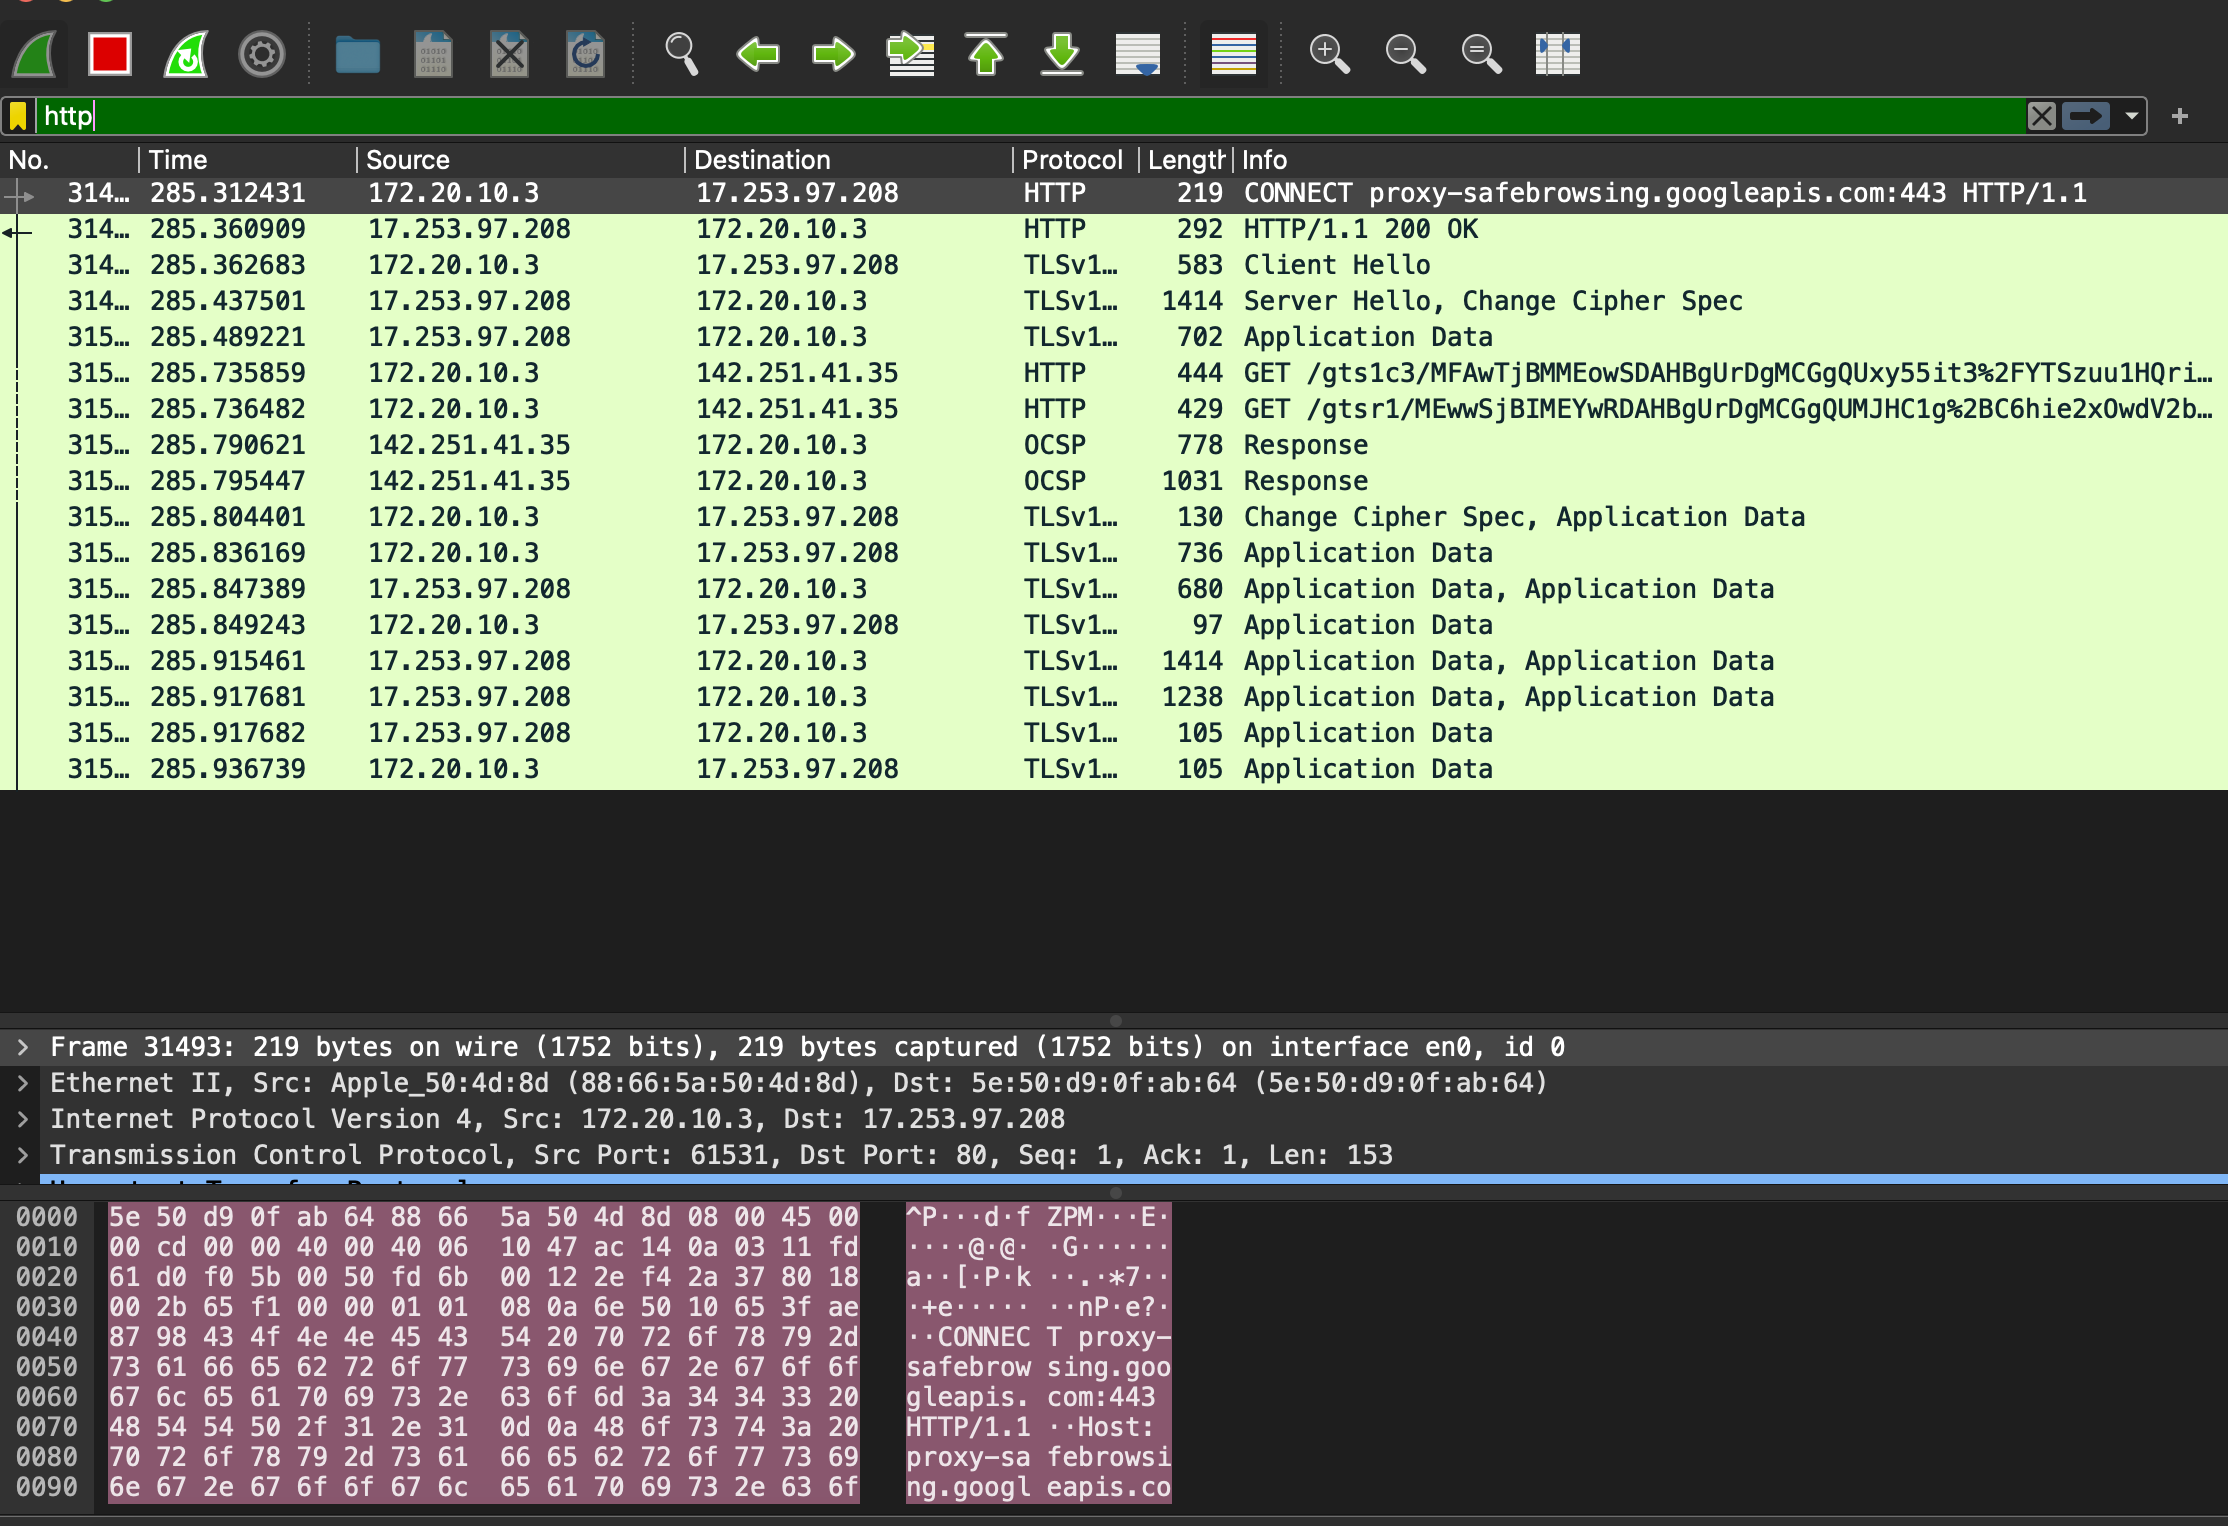 http
No. Time Source Destination Protocol Length Info
314… 285.312431 172.20.10.3 17.253.97.208 HTTP 219 CONNECT proxy-safebrowsing.googleapis.com:443 HTTP/1.1
314… 285.360909 17.253.97.208 172.20.10.3 HTTP 292 HTTP/1.1 200 OK
314… 285.362683 172.20.10.3 17.253.97.208 TLSv1… 583 Client Hello
314… 285.437501 17.253.97.208 172.20.10.3 TLSv1… 1414 Server Hello, Change Cipher Spec
315… 285.489221 17.253.97.208 172.20.10.3 TLSv1… 702 Application Data
315… 285.735859 172.20.10.3 142.251.41.35 HTTP 444 GET /gts1c3/MFAwTjBMMEowSDAHBgUrDgMCGgQUxy55it3%2FYTSzuu1HQri…
315… 285.736482 172.20.10.3 142.251.41.35 HTTP 429 GET /gtsr1/MEwwSjBIMEYwRDAHBgUrDgMCGgQUMJHC1g%2BC6hie2xOwdV2b…
315… 285.790621 142.251.41.35 172.20.10.3 OCSP 778 Response
315… 285.795447 142.251.41.35 172.20.10.3 OCSP 1031 Response
315… 285.804401 172.20.10.3 17.253.97.208 TLSv1… 130 Change Cipher Spec, Application Data
315… 285.836169 172.20.10.3 17.253.97.208 TLSv1… 736 Application Data
315… 285.847389 17.253.97.208 172.20.10.3 TLSv1… 680 Application Data, Application Data
315… 285.849243 172.20.10.3 17.253.97.208 TLSv1… 97 Application Data
315… 285.915461 17.253.97.208 172.20.10.3 TLSv1… 1414 Application Data, Application Data
315… 285.917681 17.253.97.208 172.20.10.3 TLSv1… 1238 Application Data, Application Data
315… 285.917682 17.253.97.208 172.20.10.3 TLSv1… 105 Application Data
315… 285.936739 172.20.10.3 17.253.97.208 TLSv1… 105 Application Data
Frame 31493: 219 bytes on wire (1752 bits), 219 bytes captured (1752 bits) on interface en0, id 0
Ethernet II, Src: Apple_50:4d:8d (88:66:5a:50:4d:8d), Dst: 5e:50:d9:0f:ab:64 (5e:50:d9:0f:ab:64)
Internet Protocol Version 4, Src: 172.20.10.3, Dst: 17.253.97.208
Transmission Control Protocol, Src Port: 61531, Dst Port: 80, Seq: 1, Ack: 1, Len: 153
0000 5e 50 d9 0f ab 64 88 66 5a 50 4d 8d 08 00 45 00 ^P···d·f ZPM···E·
0010 00 cd 00 00 40 00 40 06 10 47 ac 14 0a 03 11 fd ····@·@· ·G······
0020 61 d0 f0 5b 00 50 fd 6b 00 12 2e f4 2a 37 80 18 a··[·P·k ··.·*7··
0030 00 2b 65 f1 00 00 01 01 08 0a 6e 50 10 65 3f ae ·+e····· ··nP·e?·
0040 87 98 43 4f 4e 4e 45 43 54 20 70 72 6f 78 79 2d ··CONNEC T proxy-
0050 73 61 66 65 62 72 6f 77 73 69 6e 67 2e 67 6f 6f safebrow sing.goo
0060 67 6c 65 61 70 69 73 2e 63 6f 6d 3a 34 34 33 20 gleapis. com:443
0070 48 54 54 50 2f 31 2e 31 0d 0a 48 6f 73 74 3a 20 HTTP/1.1 ··Host:
0080 70 72 6f 78 79 2d 73 61 66 65 62 72 6f 77 73 69 proxy-sa febrowsi
0090 6e 67 2e 67 6f 6f 67 6c 65 61 70 69 73 2e 63 6f ng.googl eapis.co